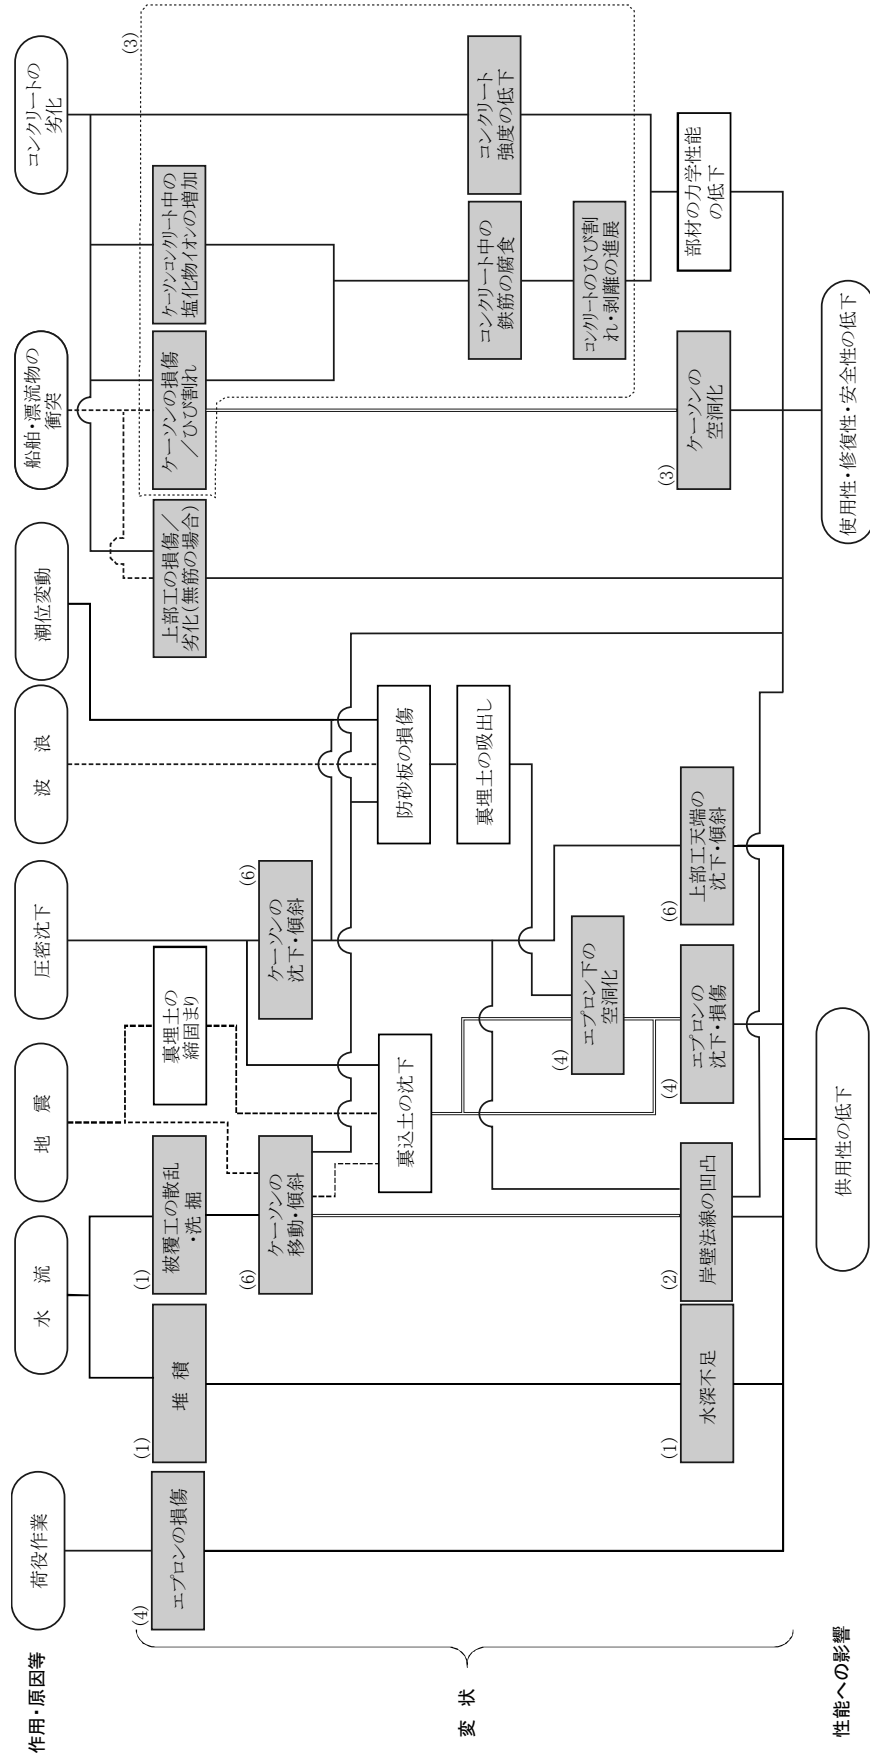 作用・原因等
荷役作業
水　流
地　震
圧密沈下
波　浪
潮位変動
船舶・漂流物の
衝突
コンクリートの
劣化
変　状
(4)
エプロンの損傷
(1)
堆　積
(1)
被覆工の散乱
・洗　掘
裏埋土の
締固まり
上部工の損傷／
劣化(無筋の場合)
ケーソンの損傷
／ひび割れ
ケーソンコンクリート中の
塩化物イオンの増加
(3)
(6)
ケーソンの
移動・傾斜
ケーソンの
沈下・傾斜
(6)
裏込土の沈下
防砂板の損傷
裏埋土の吸出し
コンクリート中の
鉄筋の腐食
コンクリート
強度の低下
(4)
エプロン下の
空洞化
コンクリートのひび割
れ・剥離の進展
(1)
水深不足
(2)
岸壁法線の凹凸
(4)
エプロンの
沈下・損傷
(6)
上部工天端の
沈下・傾斜
(3)
ケーソンの
空洞化
部材の力学性能
の低下
性能への影響
供用性の低下
使用性・修復性・安全性の低下